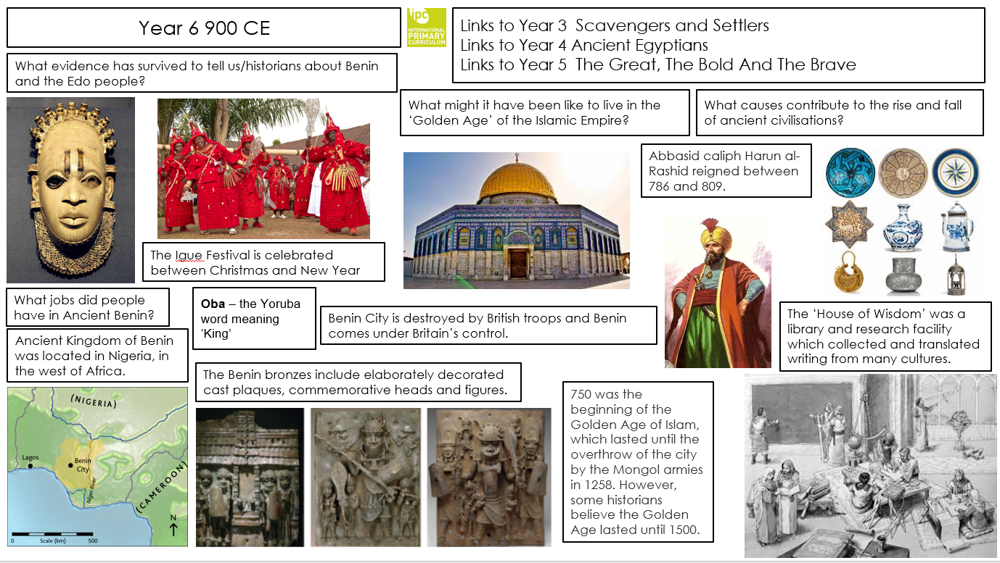 Year 6 900 CE
ipc
INTERNATIONAL
PRIMARY
CURRICULUM
Links to Year 3  Scavengers and Settlers
Links to Year 4 Ancient Egyptians
Links to Year 5  The Great, The Bold And The Brave
What evidence has survived to tell us/historians about Benin
and the Edo people?
What might it have been like to live in the
‘Golden Age’ of the Islamic Empire?
What causes contribute to the rise and fall
of ancient civilisations?
Abbasid caliph Harun al-
Rashid reigned between
786 and 809.
The Igue Festival is celebrated
between Christmas and New Year
What jobs did people
have in Ancient Benin?
Oba – the Yoruba
word meaning
‘King’
Benin City is destroyed by British troops and Benin
comes under Britain’s control.
The ‘House of Wisdom’ was a
library and research facility
which collected and translated
writing from many cultures.
Ancient Kingdom of Benin
was located in Nigeria, in
the west of Africa.
The Benin bronzes include elaborately decorated
cast plaques, commemorative heads and figures.
750 was the
beginning of the
Golden Age of Islam,
which lasted until the
overthrow of the city
by the Mongol armies
in 1258. However,
some historians
believe the Golden
Age lasted until 1500.
(NIGERIA)
Lagos
Benin
City
Niger River
(CAMEROON)
N
0 Scale (km) 500